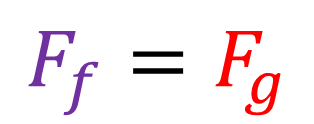 F_f = F_g